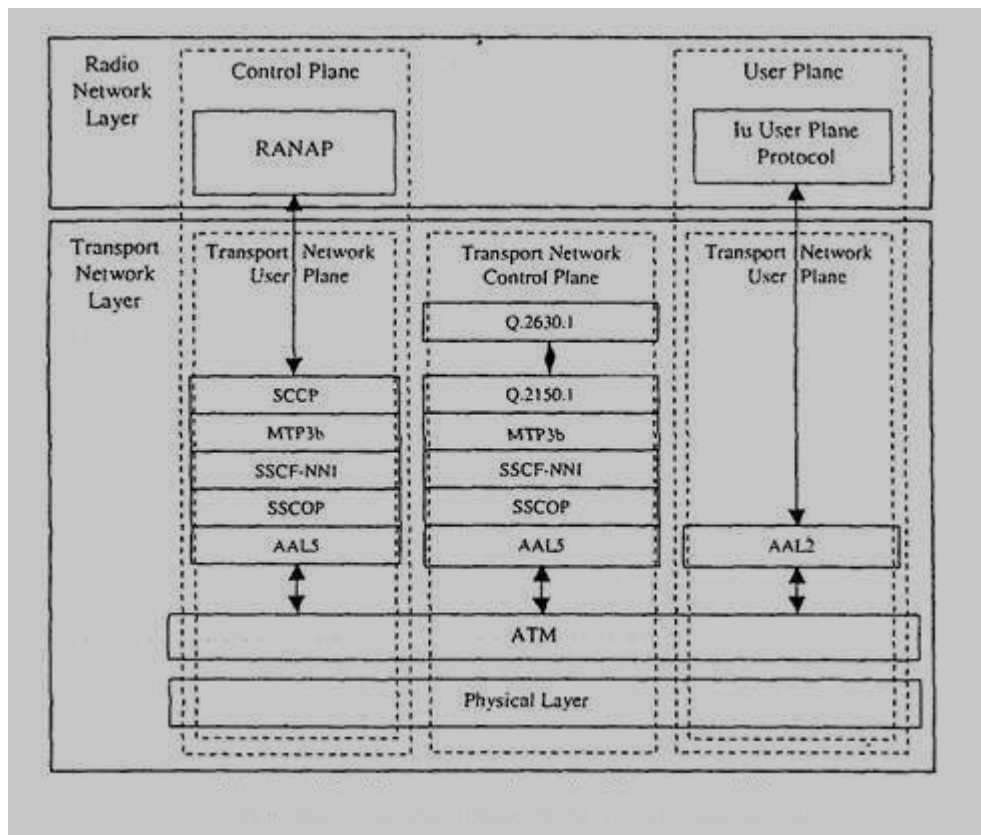 Radio
Network
Layer
Control Plane
User Plane
RANAP
Iu User Plane
Protocol
Transport
Network
Layer
Transport Network
User Plane
Transport Network
Control Plane
Transport Network
User Plane
Q.2630.1
SCCP
MTP3b
SSCF-NNI
SSCOP
AAL5
Q.2150.1
MTP3b
SSCF-NNI
SSCOP
AAL5
AAL2
ATM
Physical Layer